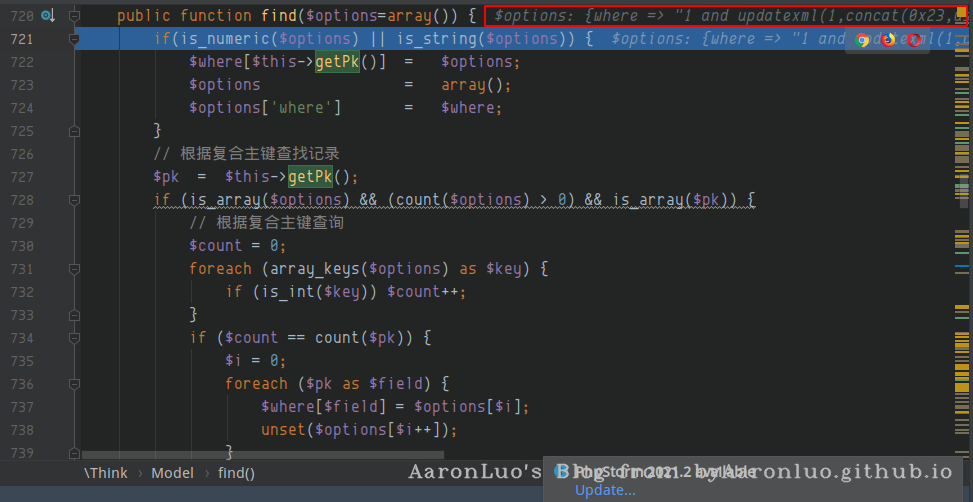 720 public function find($options=array()) { $options: {where => "1 and updatexml(1,concat(0x23,
721 if(is_numeric($options) || is_string($options)) { $options: {where => "1 and updatexml(1,
722 $where[$this->getPk()] = $options;
723 $options = array();
724 $options['where'] = $where;
725 }
726 // 根据复合主键查找记录
727 $pk = $this->getPk();
728 if (is_array($options) && (count($options) > 0) && is_array($pk)) {
729 // 根据复合主键查询
730 $count = 0;
731 foreach (array_keys($options) as $key) {
732 if (is_int($key)) $count++;
733 }
734 if ($count == count($pk)) {
735 $i = 0;
736 foreach ($pk as $field) {
737 $where[$field] = $options[$i];
738 unset($options[$i++]);
739 }
\Think › Model › find()
AaronLuo's Blog from byAaronluo.github.io
PhpStorm 2021.2 available
Update...